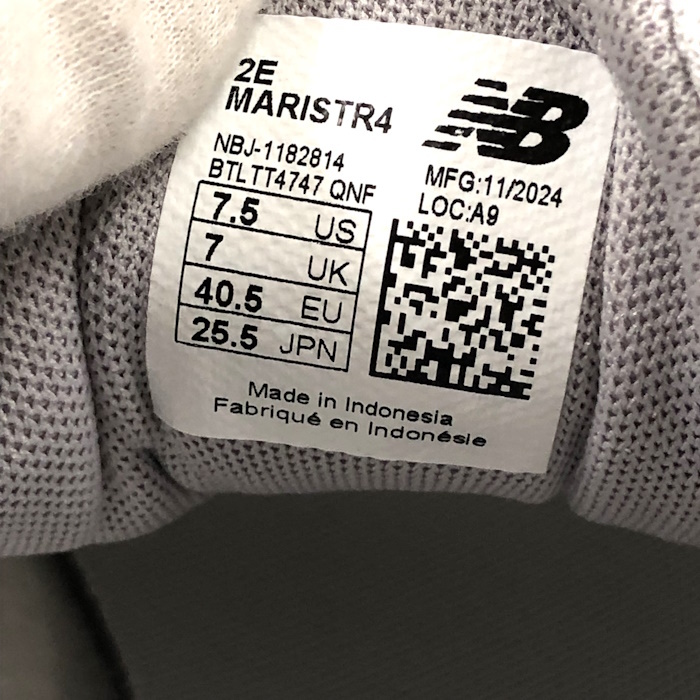 2E
MARISTR4
NBJ-1182814
BTLTT4747 QNF
7.5 US
7 UK
40.5 EU
25.5 JPN
NB
MFG:11/2024
LOC:A9
Made in Indonesia
Fabriqué en Indonésie